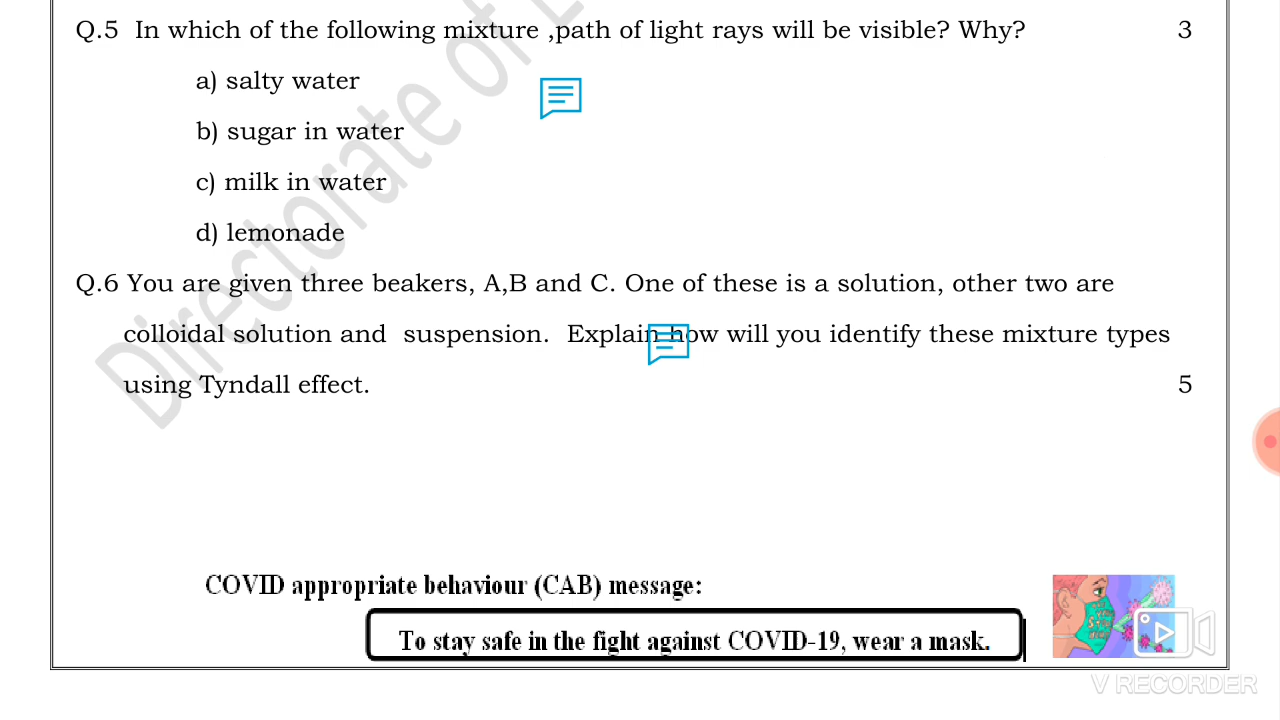 Q.5 In which of the following mixture ,path of light rays will be visible? Why? 3
a) salty water
b) sugar in water
c) milk in water
d) lemonade
Q.6 You are given three beakers, A,B and C. One of these is a solution, other two are
colloidal solution and suspension. Explain how will you identify these mixture types
using Tyndall effect. 5
Directorate of
COVID appropriate behaviour (CAB) message:
To stay safe in the fight against COVID-19, wear a mask.
V RECORDER